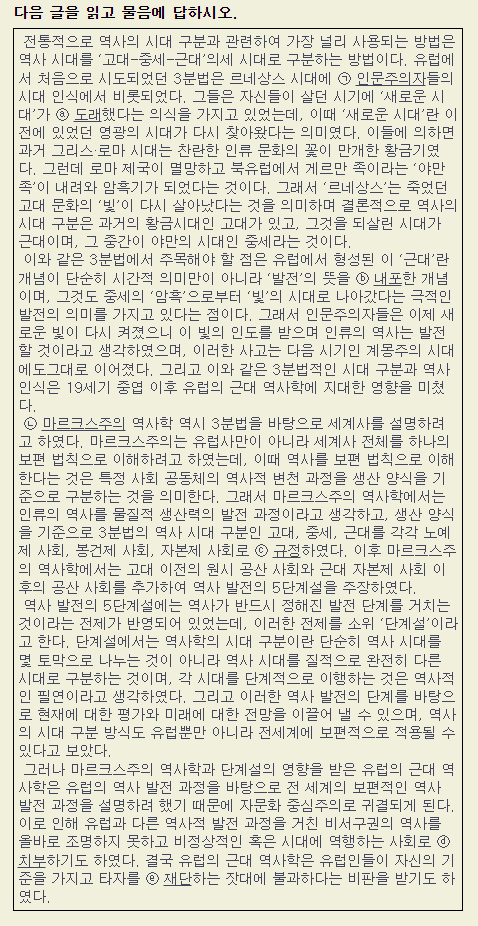 다음 글을 읽고 물음에 답하시오.
전통적으로 역사의 시대 구분과 관련하여 가장 널리 사용되는 방법은
역사 시대를 ‘고대-중세-근대’의세 시대로 구분하는 방법이다. 유럽에
서 처음으로 시도되었던 3분법은 르네상스 시대에 ㉠ 인문주의자들의
시대 인식에서 비롯되었다. 그들은 자신들이 살던 시기에 ‘새로운 시
대’가 ⓐ 도래했다는 의식을 가지고 있었는데, 이때 ‘새로운 시대’란 이
전에 있었던 영광의 시대가 다시 찾아왔다는 의미였다. 이들에 의하면
과거 그리스·로마 시대는 찬란한 인류 문화의 꽃이 만개한 황금기였
다. 그런데 로마 제국이 멸망하고 북유럽에서 게르만 족이라는 ‘야만
족’이 내려와 암흑기가 되었다는 것이다. 그래서 ‘르네상스’는 죽었던
고대 문화의 ‘빛’이 다시 살아났다는 것을 의미하며 결론적으로 역사의
시대 구분은 과거의 황금시대인 고대가 있고, 그것을 되살린 시대가
근대이며, 그 중간이 야만의 시대인 중세라는 것이다.
이와 같은 3분법에서 주목해야 할 점은 유럽에서 형성된 이 ‘근대’란
개념이 단순히 시간적 의미만이 아니라 ‘발전’의 뜻을 ⓑ 내포한 개념
이며, 그것도 중세의 ‘암흑’으로부터 ‘빛’의 시대로 나아갔다는 극적인
발전의 의미를 가지고 있다는 점이다. 그래서 인문주의자들은 이제 새
로운 빛이 다시 켜졌으니 이 빛의 인도를 받으며 인류의 역사는 발전
할 것이라고 생각하였으며, 이러한 사고는 다음 시기인 계몽주의 시대
에도그대로 이어졌다. 그리고 이와 같은 3분법적인 시대 구분과 역사
인식은 19세기 중엽 이후 유럽의 근대 역사학에 지대한 영향을 미쳤
다.
㉡ 마르크스주의 역사학 역시 3분법을 바탕으로 세계사를 설명하려
고 하였다. 마르크스주의는 유럽사만이 아니라 세계사 전체를 하나의
보편 법칙으로 이해하려고 하였는데, 이때 역사를 보편 법칙으로 이해
한다는 것은 특정 사회 공동체의 역사적 변천 과정을 생산 양식을 기
준으로 구분하는 것을 의미한다. 그래서 마르크스주의 역사학에서는
인류의 역사를 물질적 생산력의 발전 과정이라고 생각하고, 생산 양식
을 기준으로 3분법의 역사 시대 구분인 고대, 중세, 근대를 각각 노예
제 사회, 봉건제 사회, 자본제 사회로 ⓒ 규정하였다. 이후 마르크스주
의 역사학에서는 고대 이전의 원시 공산 사회와 근대 자본제 사회 이
후의 공산 사회를 추가하여 역사 발전의 5단계설을 주장하였다.
역사 발전의 5단계설에는 역사가 반드시 정해진 발전 단계를 거치는
것이라는 전제가 반영되어 있었는데, 이러한 전제를 소위 ‘단계설’이라
고 한다. 단계설에서는 역사학의 시대 구분이란 단순히 역사 시대를
몇 토막으로 나누는 것이 아니라 역사 시대를 질적으로 완전히 다른
시대로 구분하는 것이며, 각 시대를 단계적으로 이행하는 것은 역사적
인 필연이라고 생각하였다. 그리고 이러한 역사 발전의 단계를 바탕으
로 현재에 대한 평가와 미래에 대한 전망을 이끌어 낼 수 있으며, 역사
의 시대 구분 방식도 유럽뿐만 아니라 전세계에 보편적으로 적용될 수
있다고 보았다.
그러나 마르크스주의 역사학과 단계설의 영향을 받은 유럽의 근대 역
사학은 유럽의 역사 발전 과정을 바탕으로 전 세계의 보편적인 역사
발전 과정을 설명하려 했기 때문에 자문화 중심주의로 귀결되게 된다.
이로 인해 유럽과 다른 역사적 발전 과정을 거친 비서구권의 역사를
올바로 조명하지 못하고 비정상적인 혹은 시대에 역행하는 사회로 ⓓ
치부하기도 하였다. 결국 유럽의 근대 역사학은 유럽인들이 자신의 기
준을 가지고 타자를 ⓔ 재단하는 잣대에 불과하다는 비판을 받기도 하
였다.